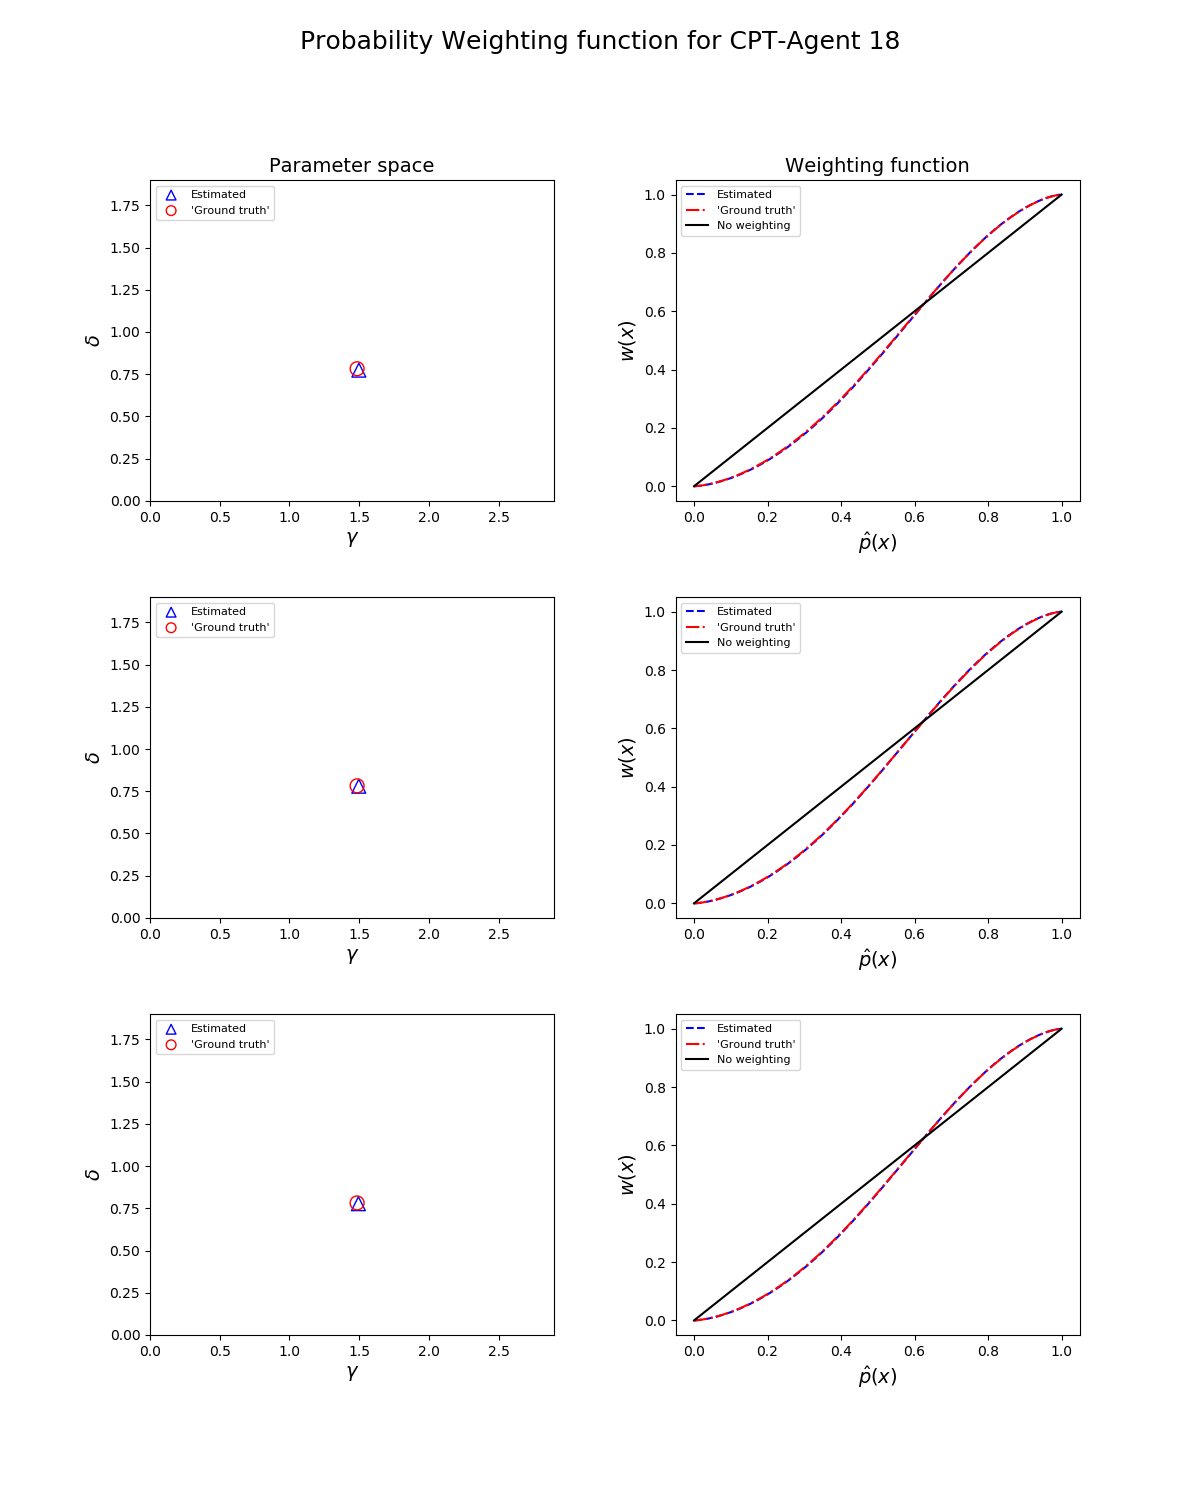 Probability Weighting function for CPT-Agent 18
Parameter space
Estimated
'Ground truth'
1.75
1.50
1.25
1.00
0.75
0.50
0.25
0.00
δ
0.0 0.5 1.0 1.5 2.0 2.5
γ
Weighting function
Estimated
'Ground truth'
No weighting
1.0
0.8
0.6
0.4
0.2
0.0
w(x)
0.0 0.2 0.4 0.6 0.8 1.0
p̂(x)
Estimated
'Ground truth'
1.75
1.50
1.25
1.00
0.75
0.50
0.25
0.00
δ
0.0 0.5 1.0 1.5 2.0 2.5
γ
Estimated
'Ground truth'
No weighting
1.0
0.8
0.6
0.4
0.2
0.0
w(x)
0.0 0.2 0.4 0.6 0.8 1.0
p̂(x)
Estimated
'Ground truth'
1.75
1.50
1.25
1.00
0.75
0.50
0.25
0.00
δ
0.0 0.5 1.0 1.5 2.0 2.5
γ
Estimated
'Ground truth'
No weighting
1.0
0.8
0.6
0.4
0.2
0.0
w(x)
0.0 0.2 0.4 0.6 0.8 1.0
p̂(x)